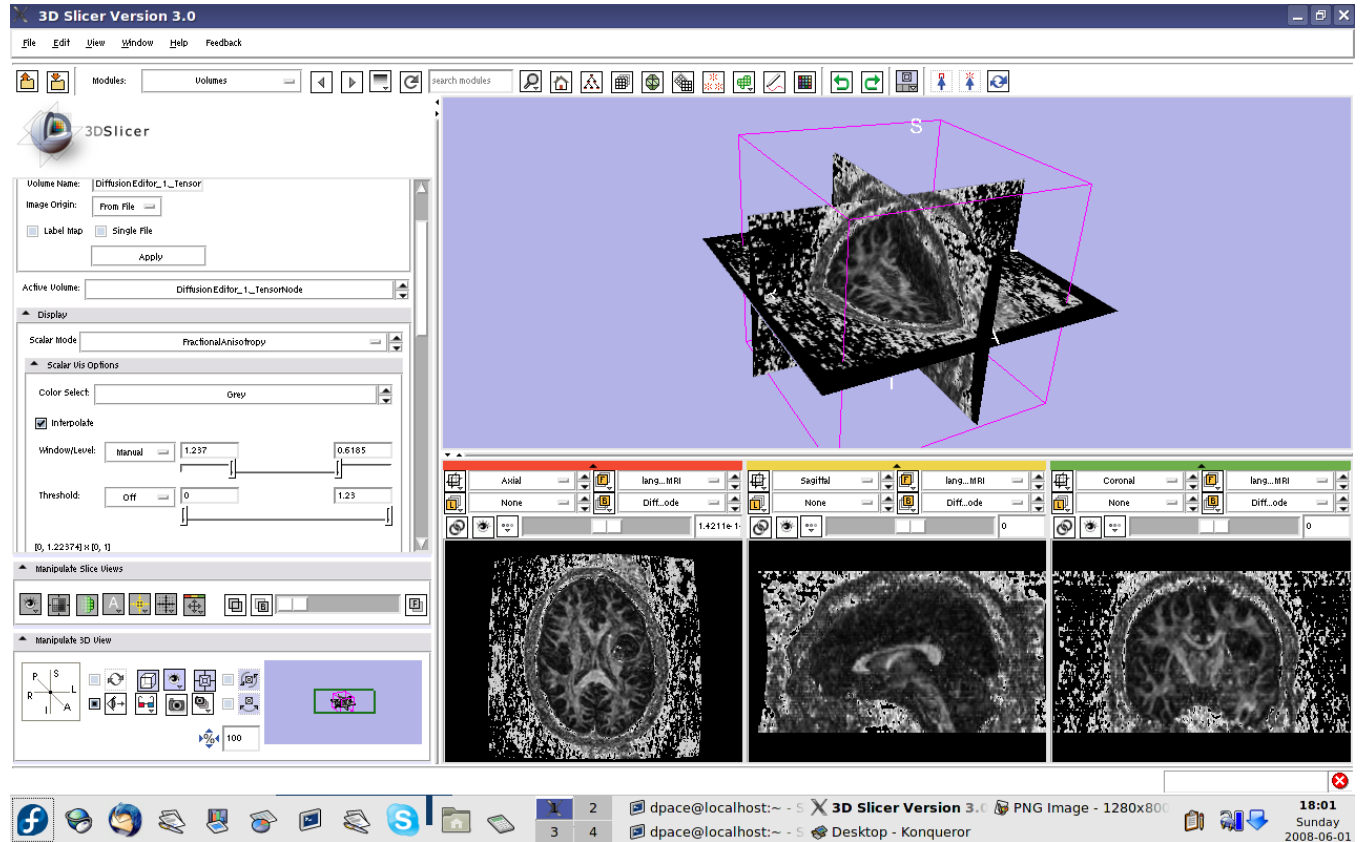 3D Slicer Version 3.0
File Edit View Window Help Feedback
Modules: Volumes search modules
3DSlicer
Volume Name: DiffusionEditor_1._Tensor
Image Origin: From File
Label Map Single File
Apply
Active Volume: DiffusionEditor_1._TensorNode
Display
Scalar Mode FractionalAnisotropy
Scalar Vis Options
Color Select: Grey
Interpolate
Window/Level: Manual 1.237 0.6185
Threshold: Off 0 1.23
[0, 1.22374] x [0, 1]
Manipulate Slice Views
Manipulate 3D View
P S
R L
I A
100
S
I
Axial lang...MRI
None Diff...ode
1.4211e-1
Sagittal lang...MRI
None Diff...ode
0
Coronal lang...MRI
None Diff...ode
0
1 2
3 4
dpace@localhost:~ - S 3D Slicer Version 3.0 PNG Image - 1280x800
dpace@localhost:~ - S Desktop - Konqueror
18:01
Sunday
2008-06-01